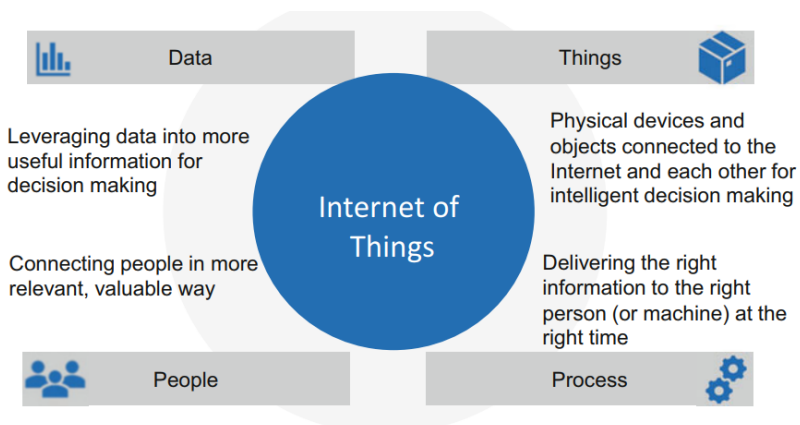 Data
Leveraging data into more
useful information for
decision making
Things
Physical devices and
objects connected to the
Internet and each other for
intelligent decision making
Internet of
Things
Connecting people in more
relevant, valuable way
People
Delivering the right
information to the right
person (or machine) at the
right time
Process